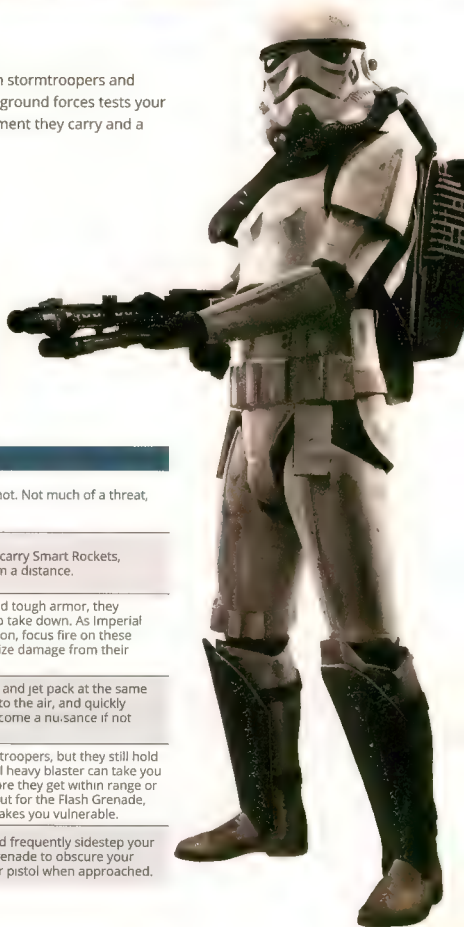 n stormtroopers and
ground forces tests your
ment they carry and a
not. Not much of a threat,
carry Smart Rockets,
m a distance.
d tough armor, they
o take down. As Imperial
on, focus fire on these
ize damage from their
and jet pack at the same
to the air, and quickly
come a nuisance if not
troopers, but they still hold
l heavy blaster can take you
ore they get within range or
ut for the Flash Grenade,
akes you vulnerable.
d frequently sidestep your
renade to obscure your
r pistol when approached.